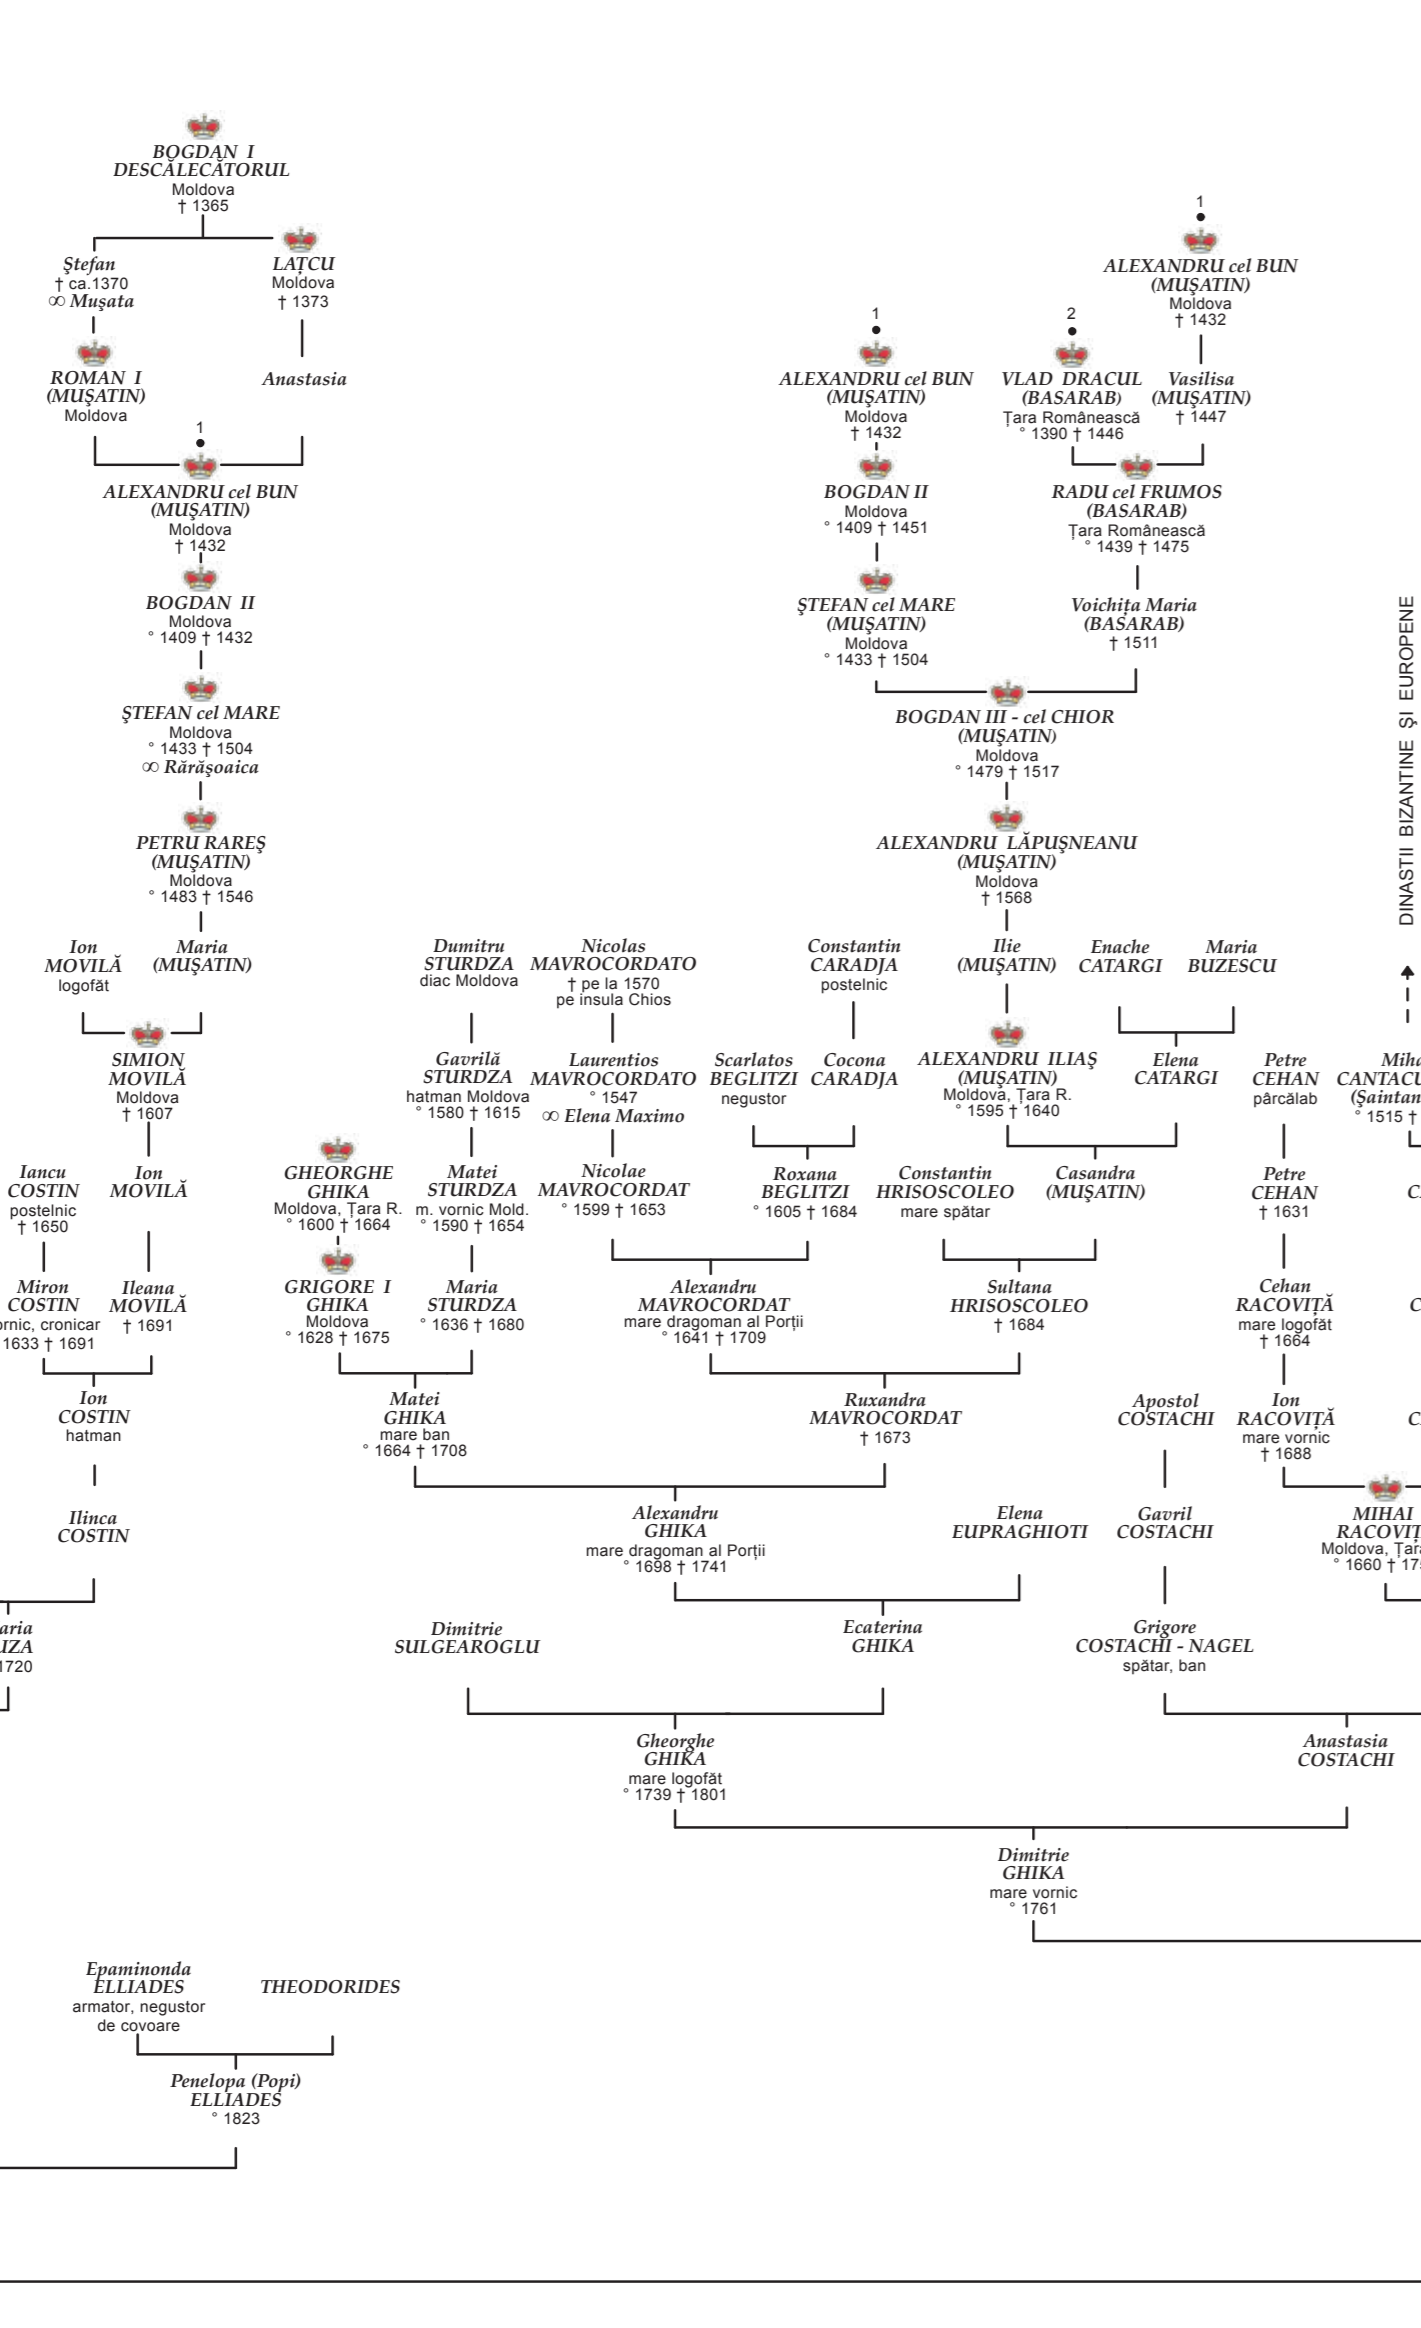 BOGDAN I
DESCĂLECĂTORUL
Moldova
† 1365
Ştefan
† ca.1370
∞ Muşata
LAŢCU
Moldova
† 1373
ROMAN I
(MUŞATIN)
Moldova
Anastasia
1
ALEXANDRU cel BUN
(MUŞATIN)
Moldova
† 1432
BOGDAN II
Moldova
° 1409 † 1432
ŞTEFAN cel MARE
Moldova
° 1433 † 1504
∞ Rărăşoaica
PETRU RAREŞ
(MUŞATIN)
Moldova
° 1483 † 1546
Ion
MOVILĂ
logofăt
Maria
(MUŞATIN)
SIMION
MOVILĂ
Moldova
† 1607
Iancu
COSTIN
postelnic
† 1650
Ion
MOVILĂ
Miron
COSTIN
ornic, cronicar
1633 † 1691
Ileana
MOVILĂ
† 1691
Ion
COSTIN
hatman
Ilinca
COSTIN
aria
UZA
1720
1
ALEXANDRU cel BUN
(MUŞATIN)
Moldova
† 1432
1
ALEXANDRU cel BUN
(MUŞATIN)
Moldova
† 1432
2
VLAD DRACUL
(BASARAB)
Ţara Românească
° 1390 † 1446
Vasilisa
(MUŞATIN)
† 1447
BOGDAN II
Moldova
° 1409 † 1451
RADU cel FRUMOS
(BASARAB)
Ţara Românească
° 1439 † 1475
ŞTEFAN cel MARE
(MUŞATIN)
Moldova
° 1433 † 1504
Voichiţa Maria
(BASARAB)
† 1511
BOGDAN III - cel CHIOR
(MUŞATIN)
Moldova
° 1479 † 1517
ALEXANDRU LĂPUŞNEANU
(MUŞATIN)
Moldova
† 1568
DINASTII BIZANTINE ŞI EUROPENE
Dumitru
STURDZA
diac Moldova
Nicolas
MAVROCORDATO
† pe la 1570
pe insula Chios
Constantin
CARADJA
postelnic
Ilie
(MUŞATIN)
Enache
CATARGI
Maria
BUZESCU
Gavrilă
STURDZA
hatman Moldova
° 1580 † 1615
Laurentios
MAVROCORDATO
° 1547
∞ Elena Maximo
Scarlatos
BEGLITZI
negustor
Cocona
CARADJA
ALEXANDRU ILIAŞ
(MUŞATIN)
Moldova, Ţara R.
° 1595 † 1640
Elena
CATARGI
Petre
CEHAN
pârcălab
Miha
CANTACU
(Şaintan
° 1515 †
GHEORGHE
GHIKA
Moldova, Ţara R.
° 1600 † 1664
Matei
STURDZA
m. vornic Mold.
° 1590 † 1654
Nicolae
MAVROCORDAT
° 1599 † 1653
Roxana
BEGLITZI
° 1605 † 1684
Constantin
HRISOSCOLEO
mare spătar
Casandra
(MUŞATIN)
Petre
CEHAN
† 1631
C
GRIGORE I
GHIKA
Moldova
° 1628 † 1675
Maria
STURDZA
° 1636 † 1680
Alexandru
MAVROCORDAT
mare dragoman al Porţii
° 1641 † 1709
Sultana
HRISOSCOLEO
† 1684
Cehan
RACOVIŢĂ
mare logofăt
† 1664
C
Matei
GHIKA
mare ban
° 1664 † 1708
Ruxandra
MAVROCORDAT
† 1673
Apostol
COSTACHI
Ion
RACOVIŢĂ
mare vornic
† 1688
C
Alexandru
GHIKA
mare dragoman al Porţii
° 1698 † 1741
Elena
EUPRAGHIOTI
Gavril
COSTACHI
MIHAI
RACOVIŢ
Moldova, Ţar
° 1660 † 17
Dimitrie
SULGEAROGLU
Ecaterina
GHIKA
Grigore
COSTACHI - NAGEL
spătar, ban
Gheorghe
GHIKA
mare logofăt
° 1739 † 1801
Anastasia
COSTACHI
Dimitrie
GHIKA
mare vornic
° 1761
Epaminonda
ELLIADES
armator, negustor
de covoare
THEODORIDES
Penelopa (Popi)
ELLIADES
° 1823